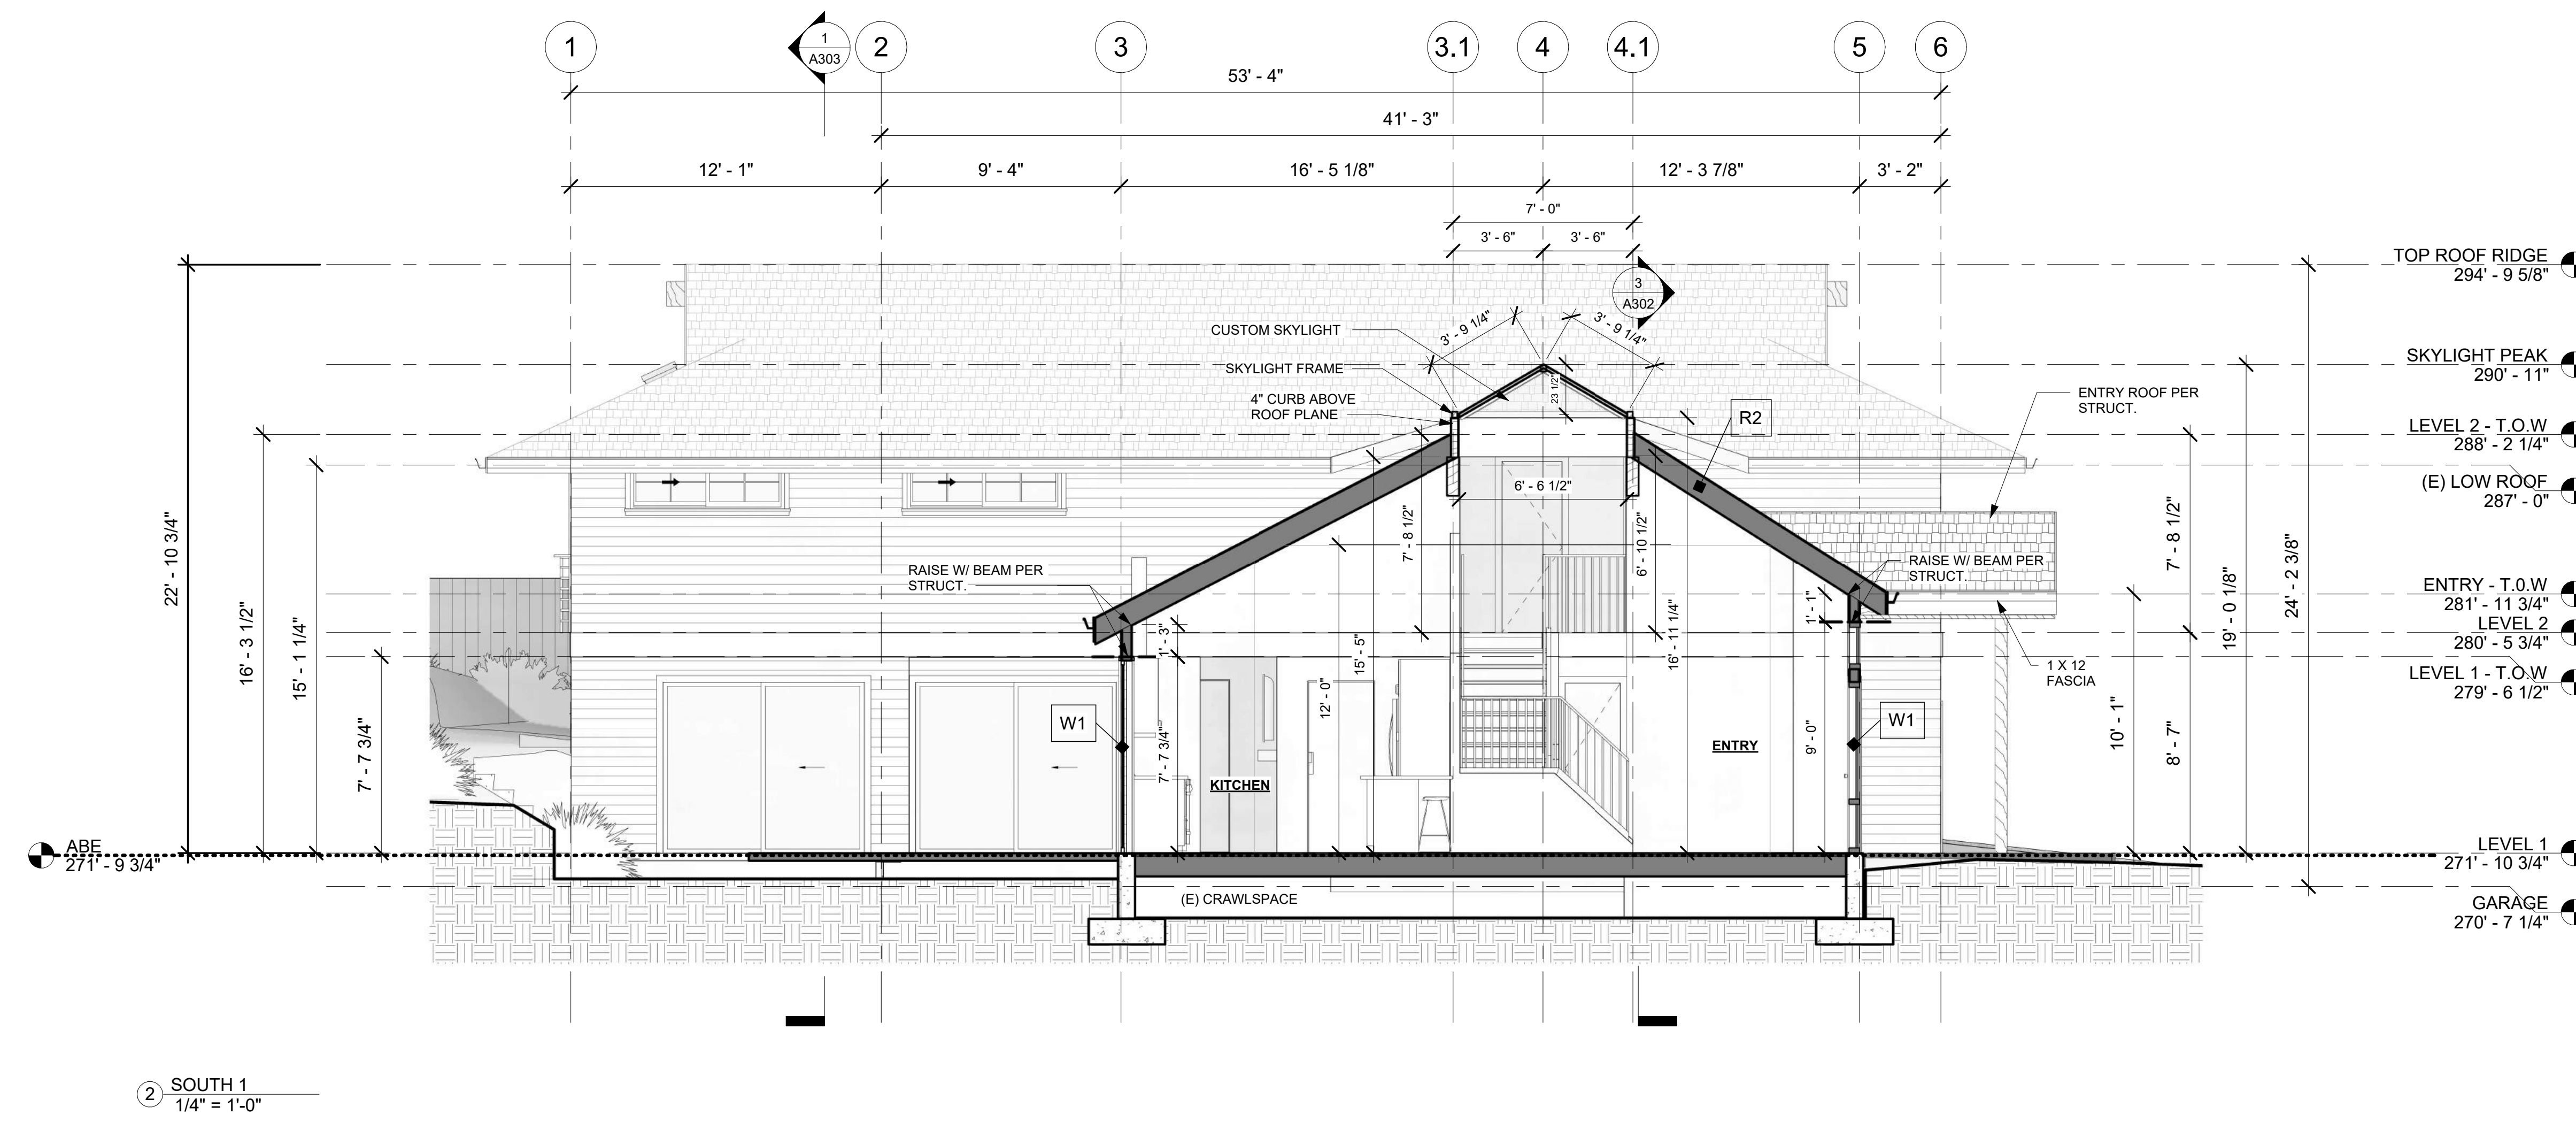 1
2
3
3.1
4
4.1
5
6
1
A303
53' - 4"
41' - 3"
12' - 1"
9' - 4"
16' - 5 1/8"
12' - 3 7/8"
3' - 2"
7' - 0"
3' - 6"
3' - 6"
3
A302
3' - 9 1/4"
3' - 9 1/4"
23 1/2"
CUSTOM SKYLIGHT
SKYLIGHT FRAME
4" CURB ABOVE
ROOF PLANE
R2
ENTRY ROOF PER
STRUCT.
TOP ROOF RIDGE
294' - 9 5/8"
SKYLIGHT PEAK
290' - 11"
LEVEL 2 - T.O.W
288' - 2 1/4"
(E) LOW ROOF
287' - 0"
ENTRY - T.0.W
281' - 11 3/4"
LEVEL 2
280' - 5 3/4"
LEVEL 1 - T.O.W
279' - 6 1/2"
LEVEL 1
271' - 10 3/4"
GARAGE
270' - 7 1/4"
22' - 10 3/4"
16' - 3 1/2"
15' - 1 1/4"
7' - 7 3/4"
RAISE W/ BEAM PER
STRUCT.
6' - 6 1/2"
7' - 8 1/2"
6' - 10 1/2"
RAISE W/ BEAM PER
STRUCT.
1' - 3"
1' - 1"
15' - 5"
16' - 11 1/4"
12' - 0"
7' - 7 3/4"
9' - 0"
W1
W1
KITCHEN
ENTRY
1 X 12
FASCIA
10' - 1"
7' - 8 1/2"
8' - 7"
19' - 0 1/8"
24' - 2 3/8"
ABE
271' - 9 3/4"
(E) CRAWLSPACE
2
SOUTH 1
1/4" = 1'-0"